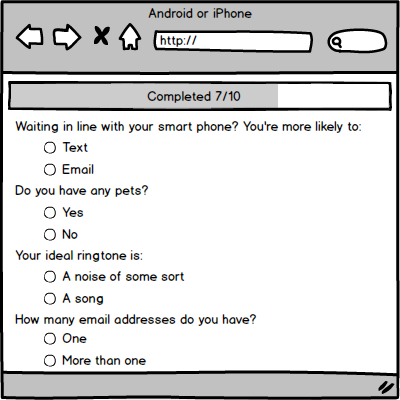 Android or iPhone
http://
Completed 7/10
Waiting in line with your smart phone? You're more likely to:
Text
Email
Do you have any pets?
Yes
No
Your ideal ringtone is:
A noise of some sort
A song
How many email addresses do you have?
One
More than one